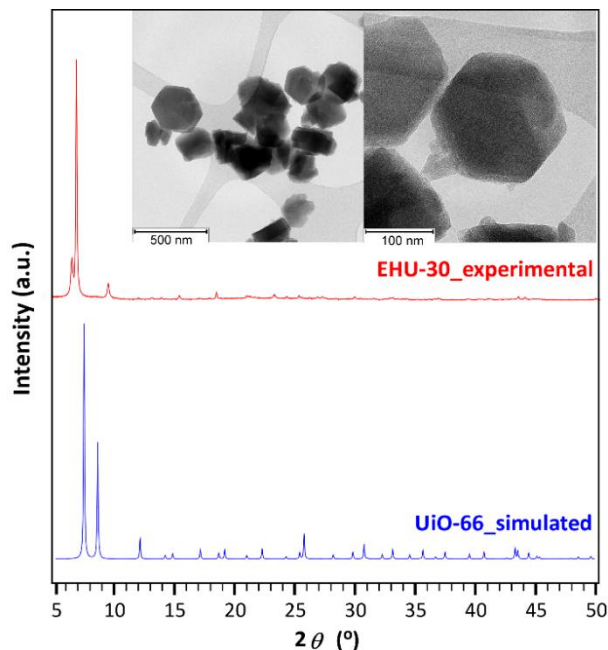 500 nm
100 nm
EHU-30_experimental
Intensity (a.u.)
UiO-66_simulated
5 10 15 20 25 30 35 40 45 50
2 θ (º)